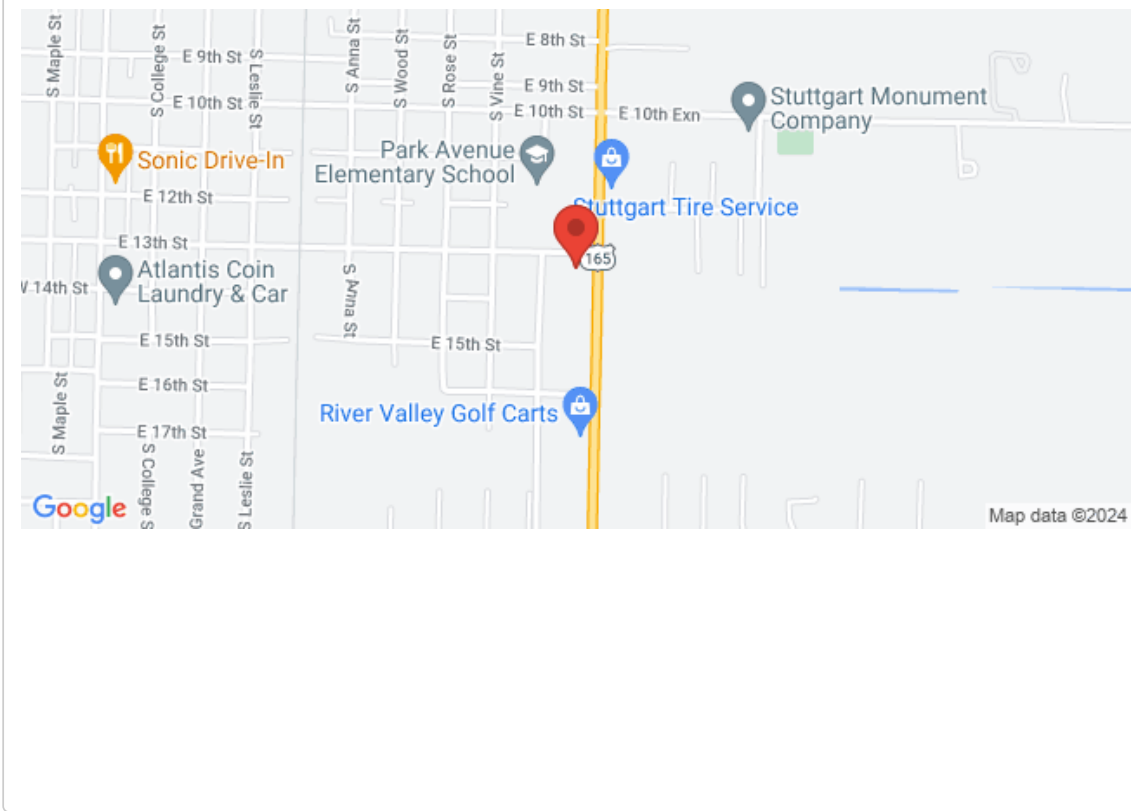 S Maple St
S College St
S Leslie St
S Anna St
S Wood St
S Rose St
S Vine St
E 8th St
E 9th St
E 9th St
E 10th St
E 10th St
E 10th Exn
Stuttgart Monument
Company
Sonic Drive-In
Park Avenue
Elementary School
E 12th St
Stuttgart Tire Service
E 13th St
165
Atlantis Coin
Laundry & Car
W 14th St
S Anna St
E 15th St
E 15th St
E 16th St
S Maple St
River Valley Golf Carts
E 17th St
S College S
Grand Ave
S Leslie St
Google
Map data ©2024